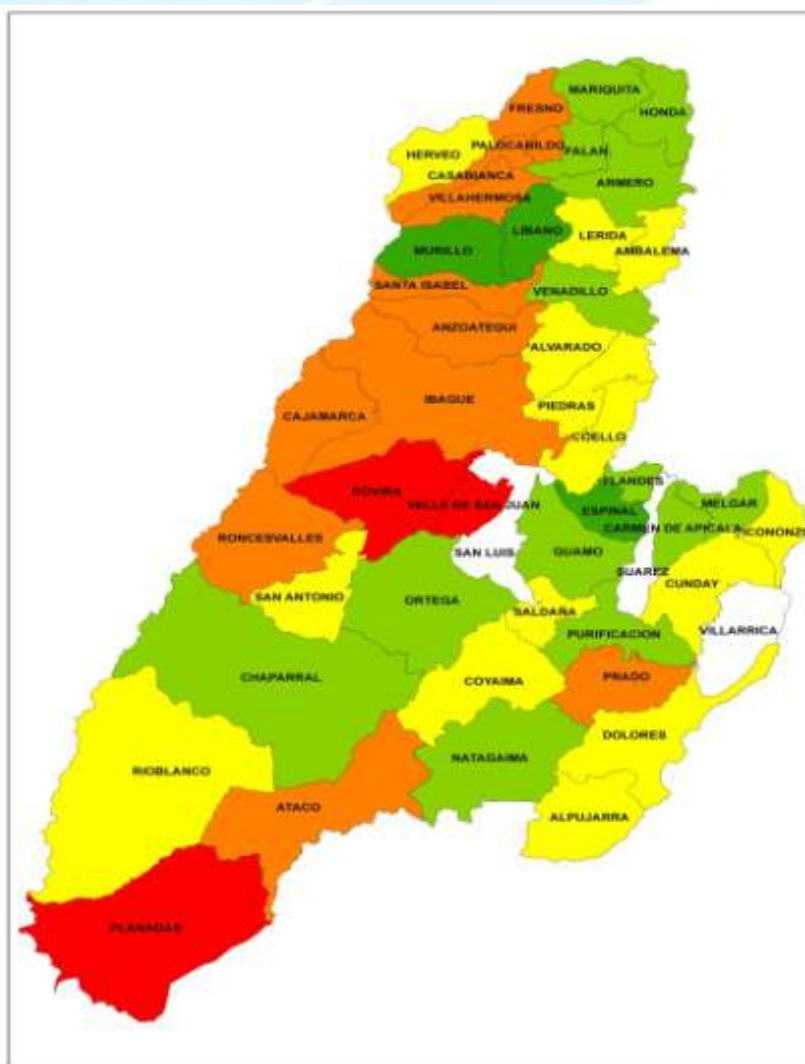 MARIQUITA
FRESNO
HONDA
PALOCABILDO
FALAN
HERVEO
CASABIANCA
ARMERO
VILLAHERMOSA
LIBANO
LERIDA
MURILLO
AMBALEMA
SANTA ISABEL
VENADILLO
ANZOATEGUI
ALVARADO
IBAGUE
PIEDRAS
CAJAMARCA
COELLO
FLANDES
ROVIRA
MELGAR
VALLE DE SAN JUAN
ESPINAL
CARMEN DE APICALA
ICONONZO
RONCESVALLES
SAN LUIS
GUAMO
SUAREZ
CUNDAY
SAN ANTONIO
ORTEGA
SALDAÑA
VILLARRICA
PURIFICACION
CHAPARRAL
COYAIMA
PRADO
DOLORES
NATAGAIMA
RIOBLANCO
ATACO
ALPUJARRA
PLANADAS